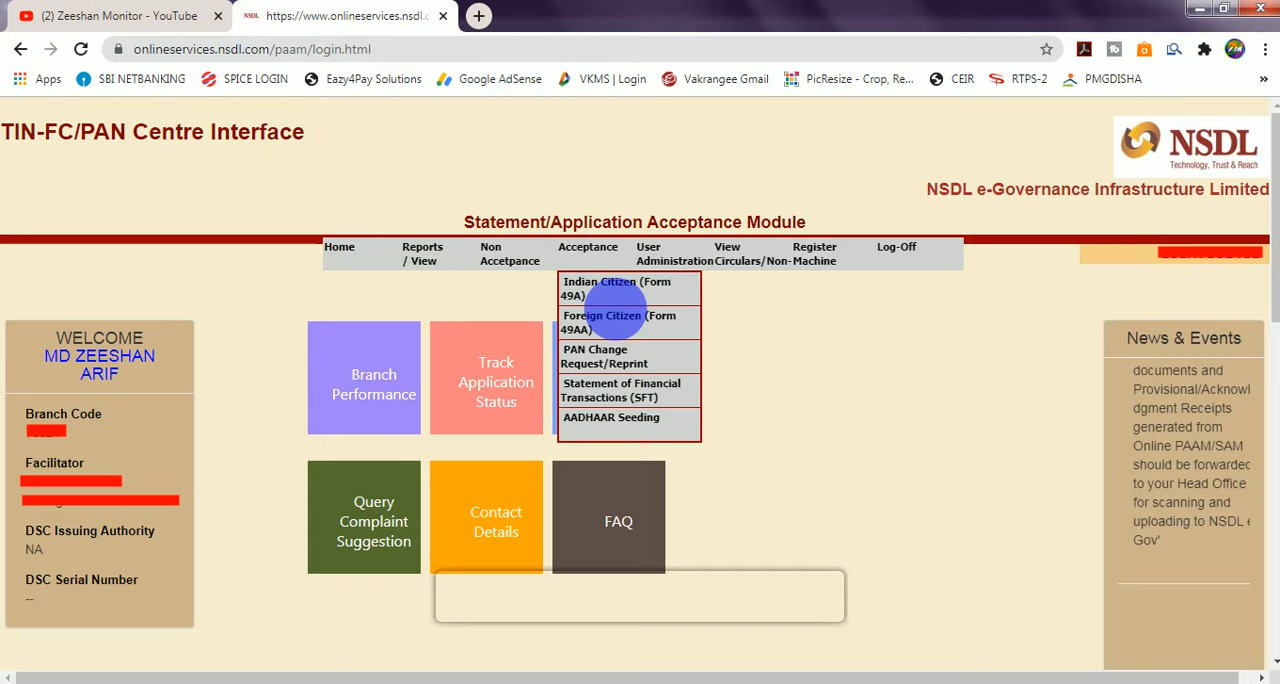 (2) Zeeshan Monitor - YouTube
NSDL https://www.onlineservices.nsdl.c
onlineservices.nsdl.com/paam/login.html
Apps SBI NETBANKING SPICE LOGIN Eazy4Pay Solutions Google AdSense VKMS | Login Vakrangee Gmail PicResize - Crop, Re... CEIR RTPS-2 PMGDISHA »
TIN-FC/PAN Centre Interface
NSDL
Technology, Trust & Reach
NSDL e-Governance Infrastructure Limited
Statement/Application Acceptance Module
Home
Reports
/ View
Non
Accetpance
Acceptance
User
Administration
View
Circulars/Non-
Register
Machine
Log-Off
Indian Citizen (Form
49A)
Foreign Citizen (Form
49AA)
PAN Change
Request/Reprint
Statement of Financial
Transactions (SFT)
AADHAAR Seeding
WELCOME
MD ZEESHAN
ARIF
Branch Code
Facilitator
DSC Issuing Authority
NA
DSC Serial Number
--
Branch
Performance
Track
Application
Status
Query
Complaint
Suggestion
Contact
Details
FAQ
News & Events
documents and
Provisional/Acknowl
dgment Receipts
generated from
Online PAAM/SAM
should be forwarded
to your Head Office
for scanning and
uploading to NSDL e
Gov'